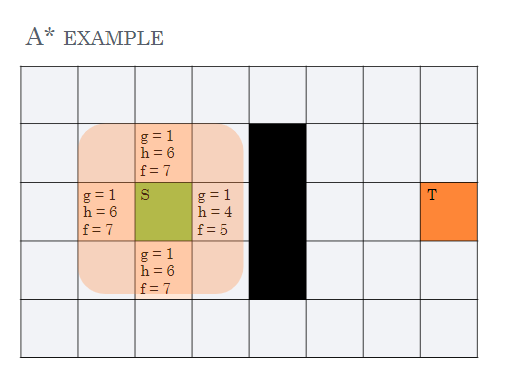 A* EXAMPLE
g = 1
h = 6
f = 7
g = 1
h = 6
f = 7
S
g = 1
h = 4
f = 5
T
g = 1
h = 6
f = 7